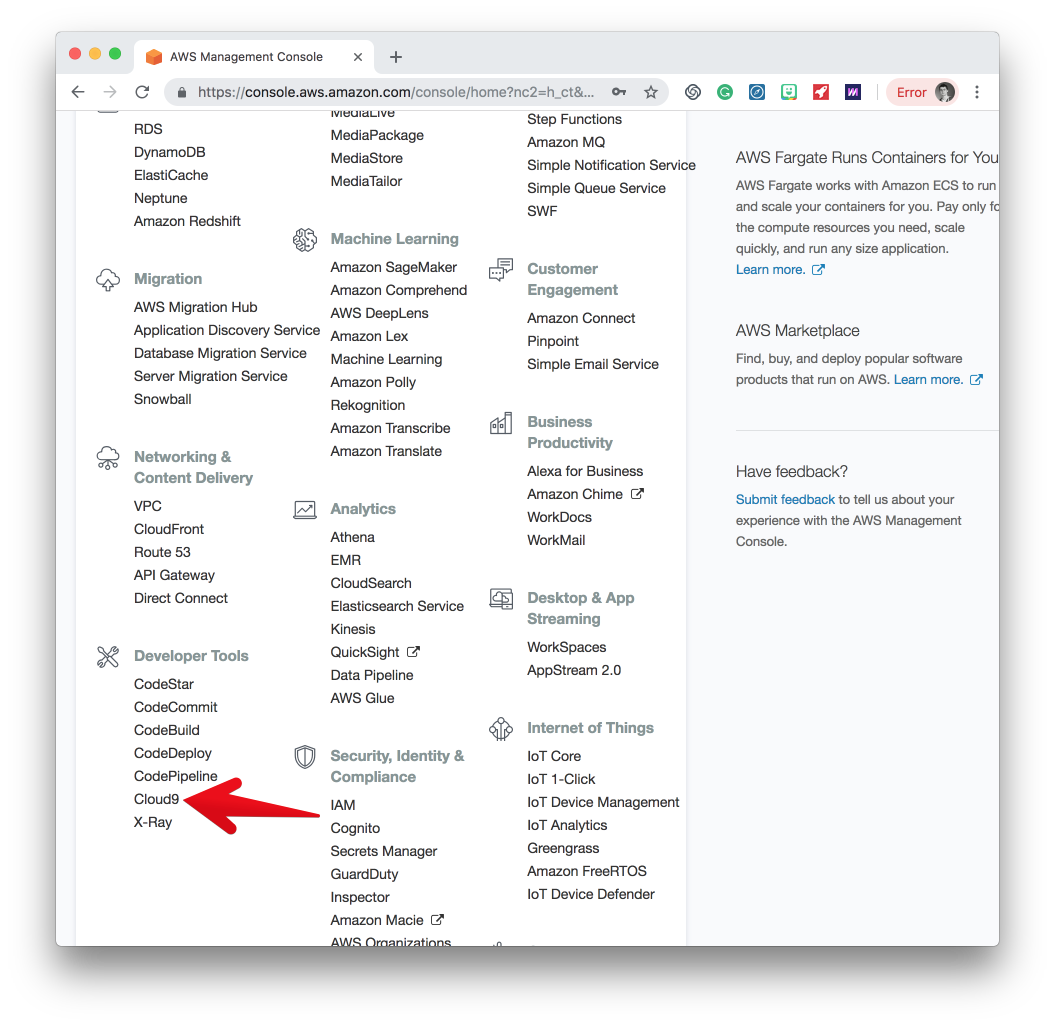 AWS Management Console
https://console.aws.amazon.com/console/home?nc2=h_ct&...
Error
RDS
DynamoDB
ElastiCache
Neptune
Amazon Redshift
Migration
AWS Migration Hub
Application Discovery Service
Database Migration Service
Server Migration Service
Snowball
Networking &
Content Delivery
VPC
CloudFront
Route 53
API Gateway
Direct Connect
Developer Tools
CodeStar
CodeCommit
CodeBuild
CodeDeploy
CodePipeline
Cloud9
X-Ray
MediaLive
MediaPackage
MediaStore
MediaTailor
Machine Learning
Amazon SageMaker
Amazon Comprehend
AWS DeepLens
Amazon Lex
Machine Learning
Amazon Polly
Rekognition
Amazon Transcribe
Amazon Translate
Analytics
Athena
EMR
CloudSearch
Elasticsearch Service
Kinesis
QuickSight
Data Pipeline
AWS Glue
Security, Identity &
Compliance
IAM
Cognito
Secrets Manager
GuardDuty
Inspector
Amazon Macie
AWS Organizations
Step Functions
Amazon MQ
Simple Notification Service
Simple Queue Service
SWF
Customer
Engagement
Amazon Connect
Pinpoint
Simple Email Service
Business
Productivity
Alexa for Business
Amazon Chime
WorkDocs
WorkMail
Desktop & App
Streaming
WorkSpaces
AppStream 2.0
Internet of Things
IoT Core
IoT 1-Click
IoT Device Management
IoT Analytics
Greengrass
Amazon FreeRTOS
IoT Device Defender
AWS Fargate Runs Containers for You
AWS Fargate works with Amazon ECS to run
and scale your containers for you. Pay only fo
the compute resources you need, scale
quickly, and run any size application.
Learn more.
AWS Marketplace
Find, buy, and deploy popular software
products that run on AWS. Learn more.
Have feedback?
Submit feedback to tell us about your
experience with the AWS Management
Console.